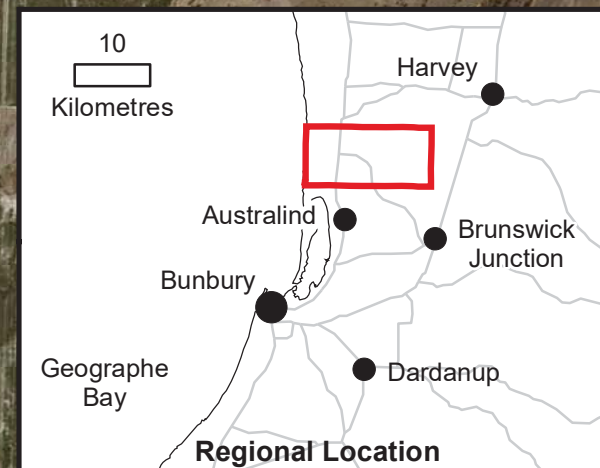 10
Kilometres
Harvey
Australind
Brunswick
Junction
Bunbury
Geographe
Bay
Dardanup
Regional Location